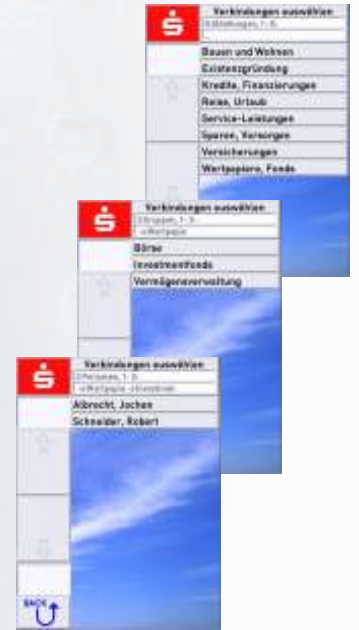 Verbindungen auswählen
Bauen und Wohnen
Existenzgründung
Kredite, Finanzierungen
Reise, Urlaub
Service-Leistungen
Sparen, Vorsorgen
Versicherungen
Wertpapiere, Fonds
Verbindungen auswählen
Börse
Investmentfonds
Vermögensverwaltung
Verbindungen auswählen
Albrecht, Jochen
Schneider, Robert
BACK